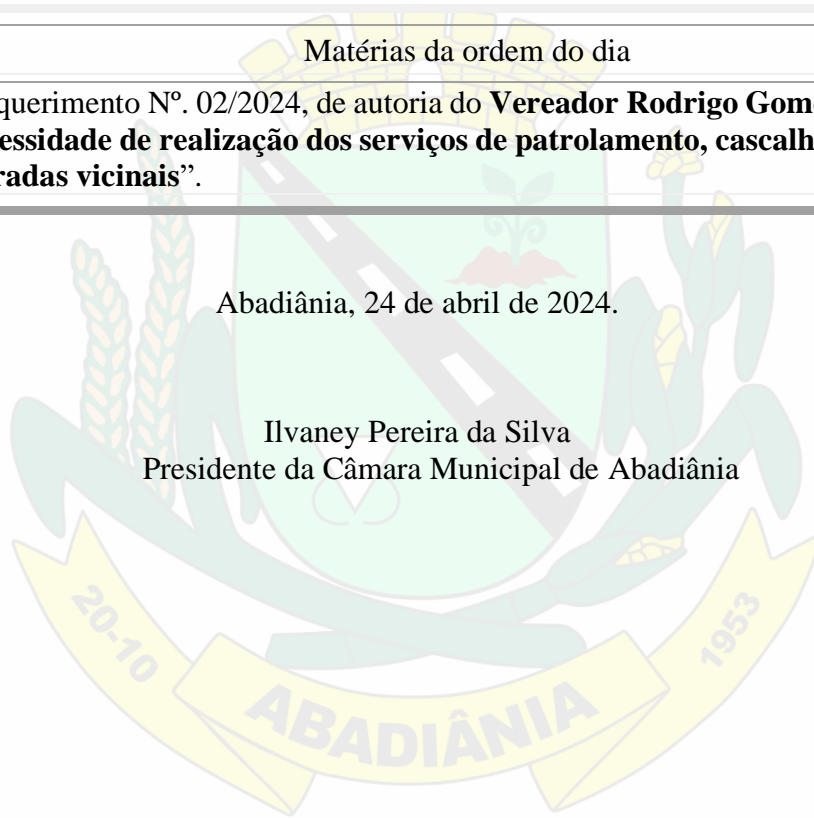 Matérias da ordem do dia
querimento Nº. 02/2024, de autoria do Vereador Rodrigo Gome
essidade de realização dos serviços de patrolamento, cascalh
radas vicinais”.
Abadiânia, 24 de abril de 2024.
Ilvaney Pereira da Silva
Presidente da Câmara Municipal de Abadiânia
20-10
ABADIÂNIA
1953